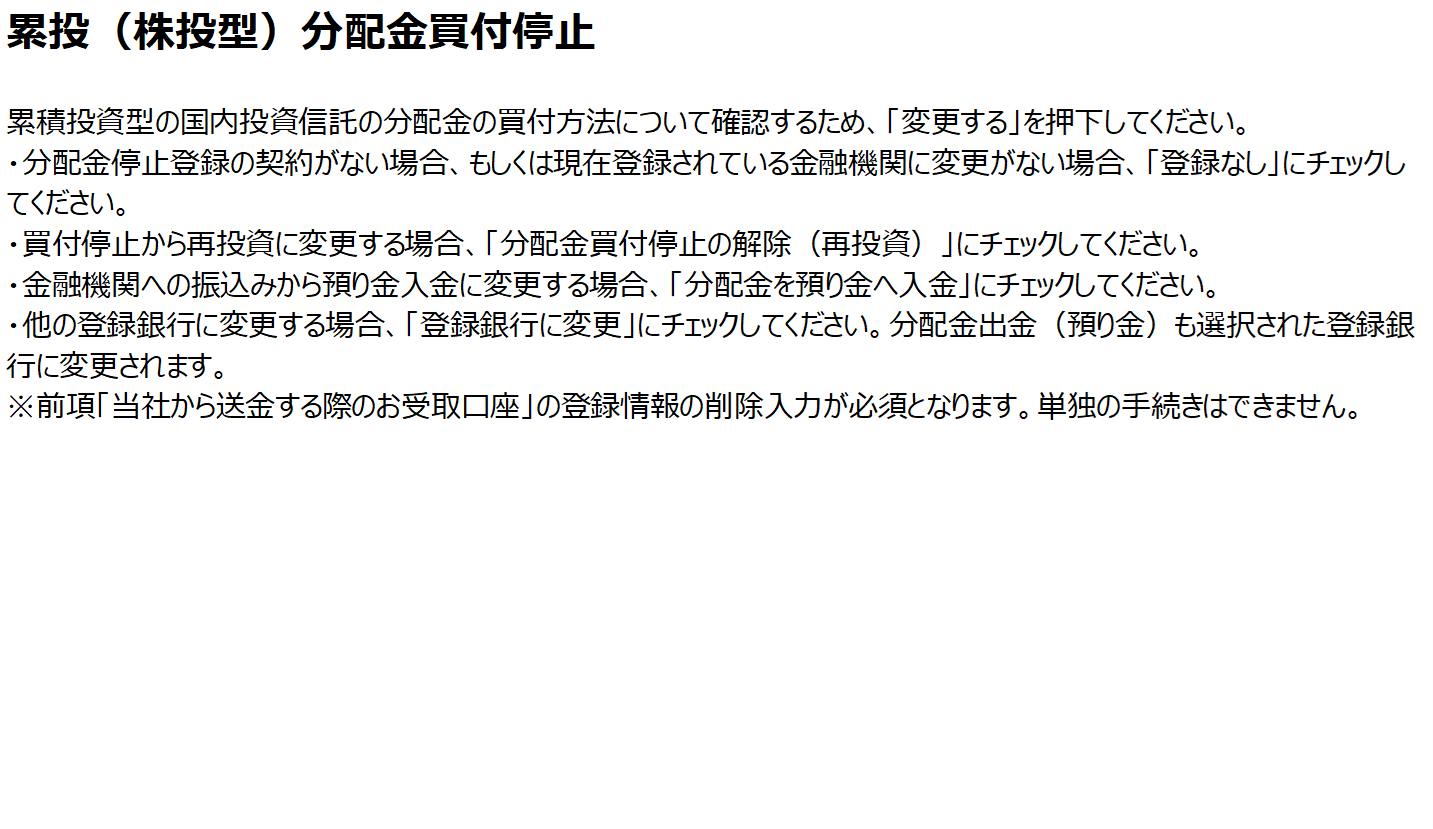 累投（株投型）分配金買付停止
累積投資型の国内投資信託の分配金の買付方法について確認するため、「変更する」を押下してください。
・分配金停止登録の契約がない場合、もしくは現在登録されている金融機関に変更がない場合、「登録なし」にチェックし
てください。
・買付停止から再投資に変更する場合、「分配金買付停止の解除（再投資）」にチェックしてください。
・金融機関への振込みから預り金入金に変更する場合、「分配金を預り金へ入金」にチェックしてください。
・他の登録銀行に変更する場合、「登録銀行に変更」にチェックしてください。分配金出金（預り金）も選択された登録銀
行に変更されます。
※前項「当社から送金する際のお受取口座」の登録情報の削除入力が必須となります。単独の手続きはできません。